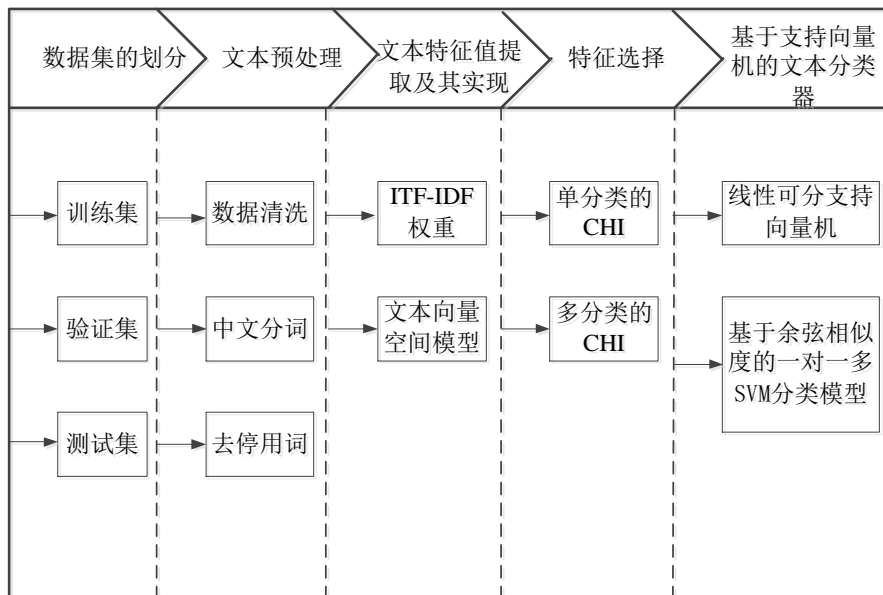 数据集的划分
文本预处理
文本特征值提
取及其实现
特征选择
基于支持向量
机的文本分类
器
训练集
数据清洗
ITF-IDF
权重
单分类的
CHI
线性可分支持
向量机
验证集
中文分词
文本向量
空间模型
多分类的
CHI
基于余弦相似
度的一对一多
SVM分类模型
测试集
去停用词